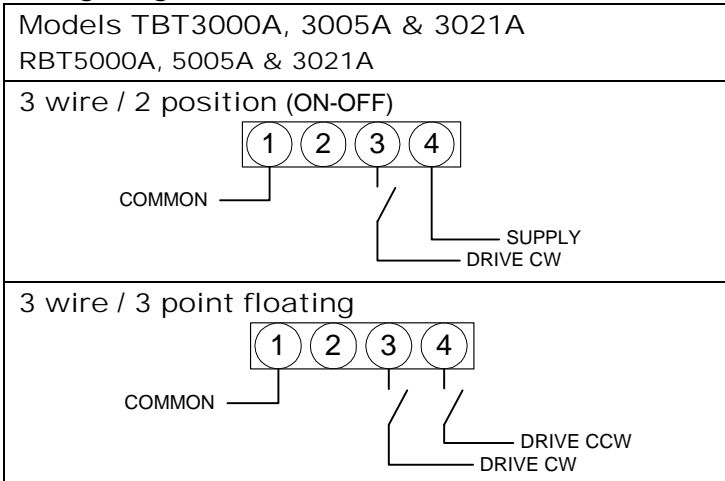 Models TBT3000A, 3005A & 3021A
RBT5000A, 5005A & 3021A
3 wire / 2 position (ON-OFF)
1 2 3 4
COMMON
SUPPLY
DRIVE CW
3 wire / 3 point floating
1 2 3 4
COMMON
DRIVE CCW
DRIVE CW